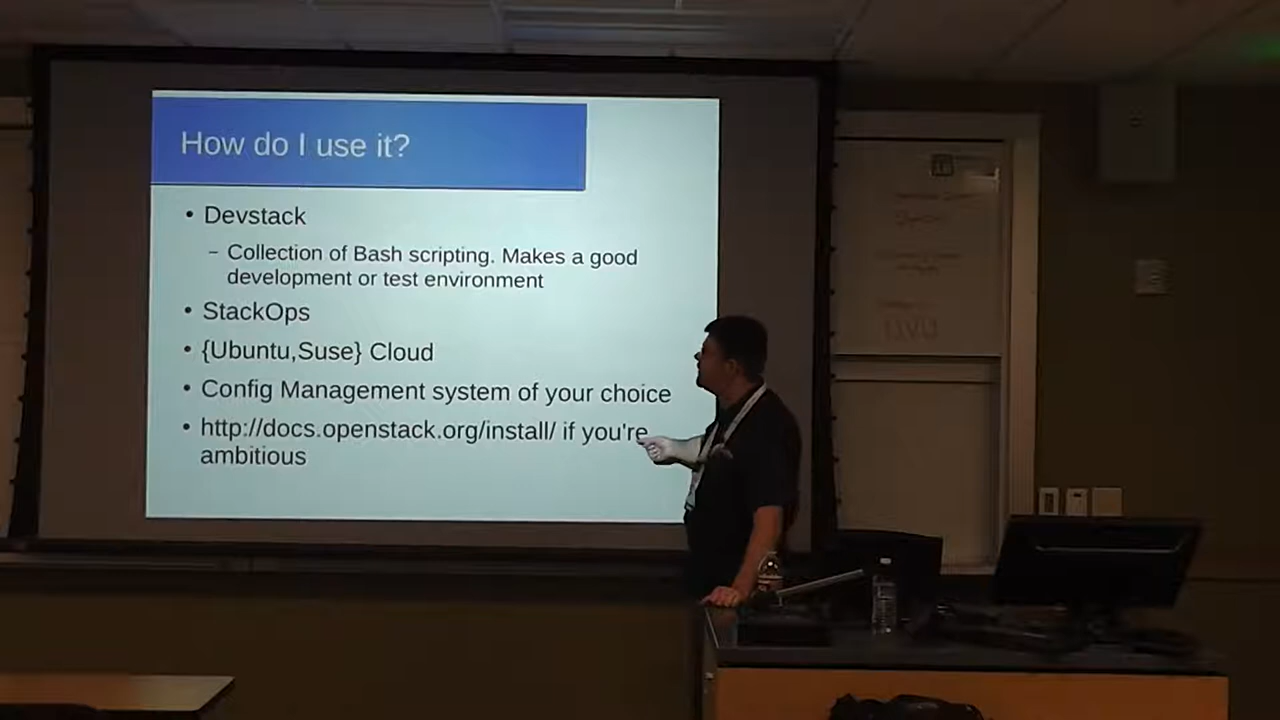 How do I use it?
• Devstack
– Collection of Bash scripting. Makes a good
development or test environment
• StackOps
• {Ubuntu,Suse} Cloud
• Config Management system of your choice
• http://docs.openstack.org/install/ if you're
ambitious